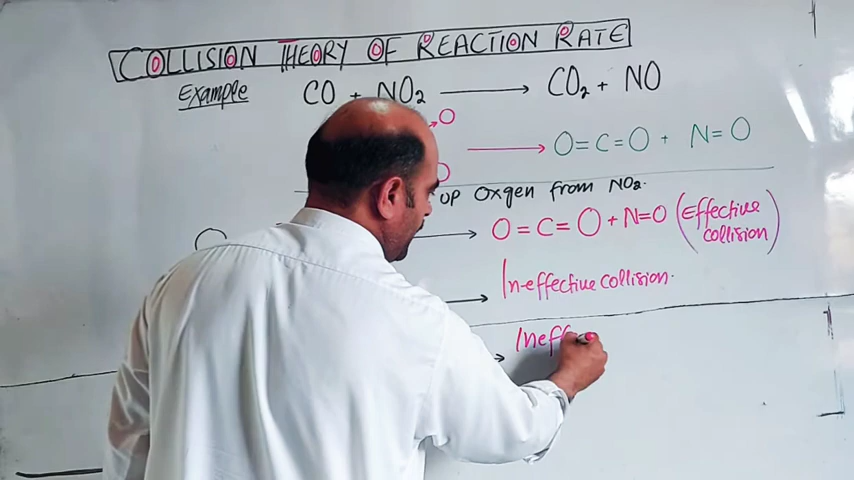 COLLISION THEORY OF REACTION RATE
Example CO + NO₂ ⟶ CO₂ + NO
O ⟶ O=C=O + N=O
O
UP Oxgen from NO₂.
⟶ O=C=O + N=O (Effective collision)
⟶ In-effective collision.
Ineff